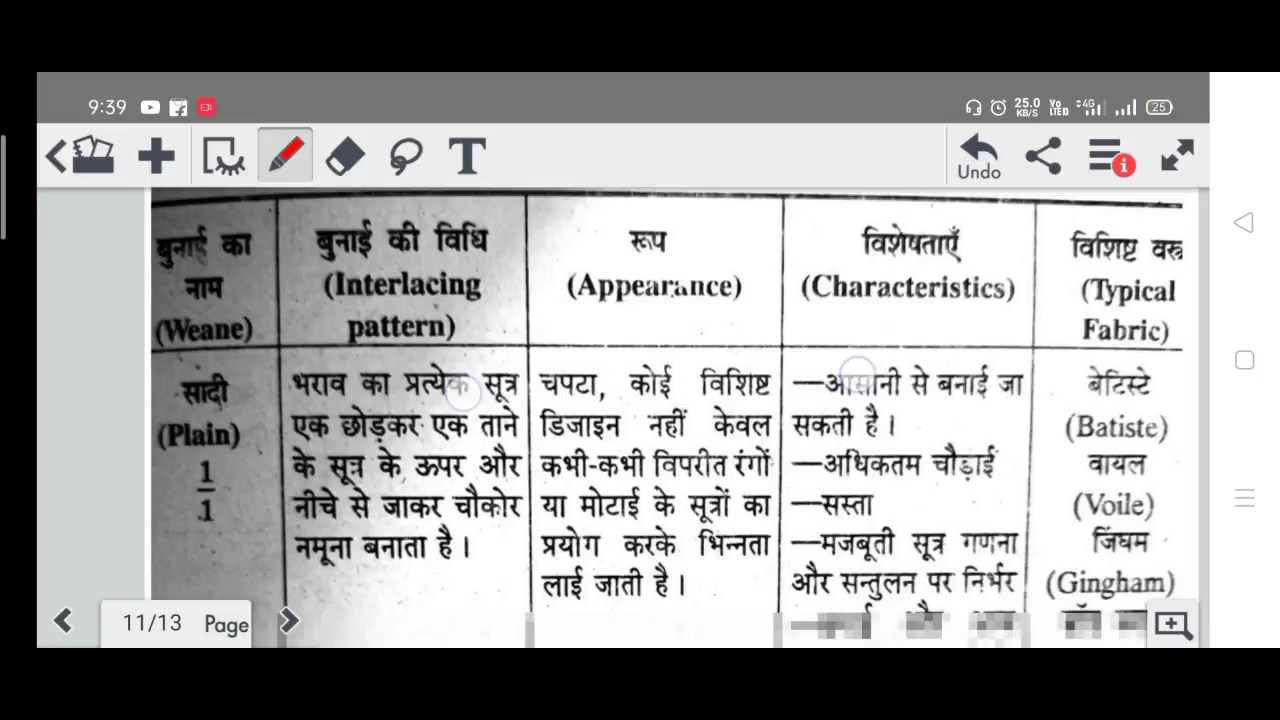 9:39
25.0
KB/S
Vo
LTE
4G
25
T
Undo
बुनाई का
नाम
(Weane)
बुनाई की विधि
(Interlacing
pattern)
रूप
(Appearance)
विशेषताएँ
(Characteristics)
विशिष्ट वस्त्र
(Typical
Fabric)
सादी
(Plain)
1
1
भराव का प्रत्येक सूत्र
एक छोड़कर एक ताने
के सूत्र के ऊपर और
नीचे से जाकर चौकोर
नमूना बनाता है।
चपटा, कोई विशिष्ट
डिजाइन नहीं केवल
कभी-कभी विपरीत रंगों
या मोटाई के सूत्रों का
प्रयोग करके भिन्नता
लाई जाती है।
—आसानी से बनाई जा
सकती है।
—अधिकतम चौड़ाई
—सस्ता
—मजबूती सूत्र गणना
और सन्तुलन पर निर्भर
बेटिस्टे
(Batiste)
वायल
(Voile)
जिंघम
(Gingham)
11/13 Page